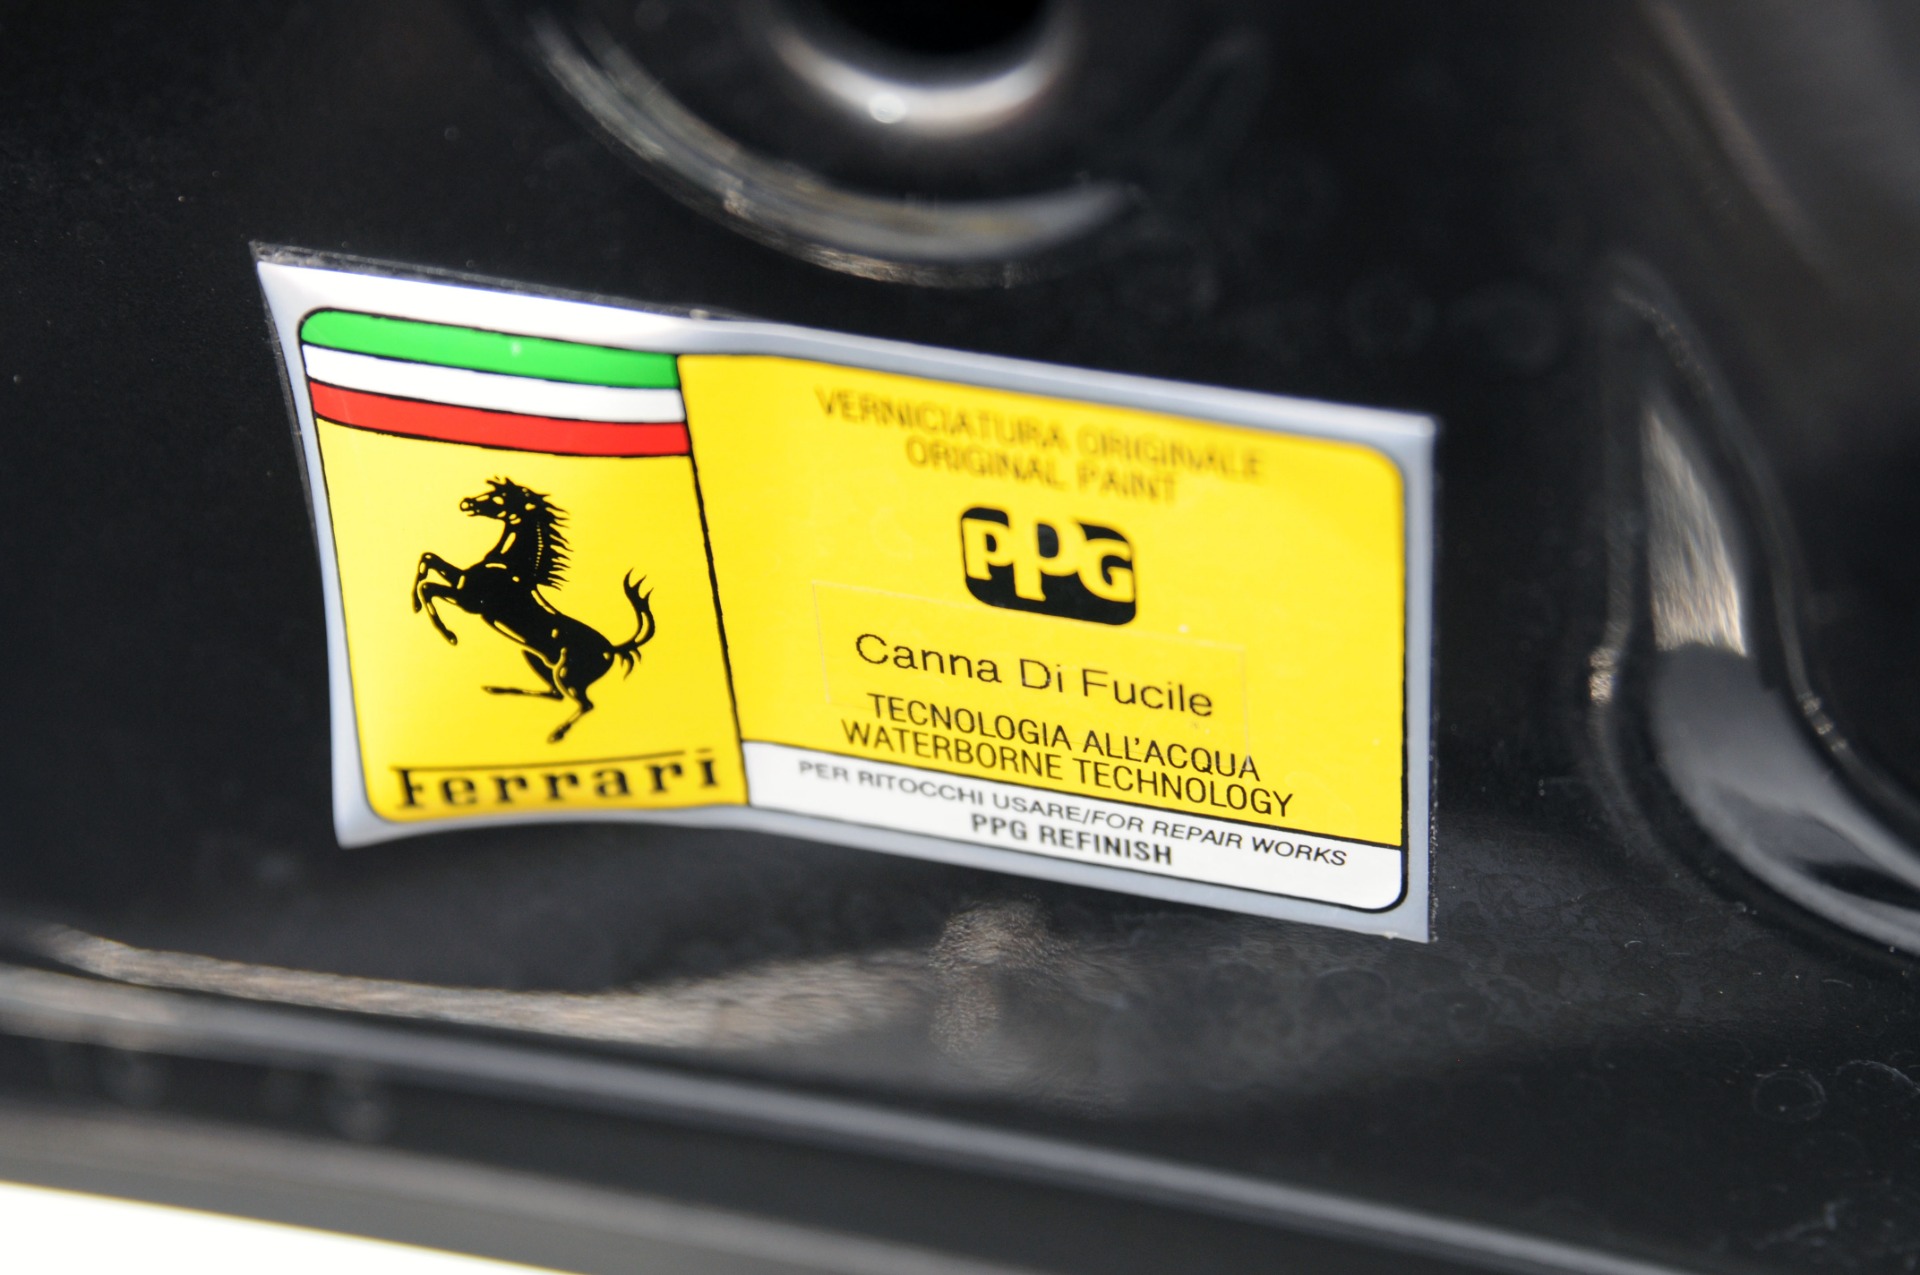 Ferrari
VERNICIATURA ORIGINALE
ORIGINAL PAINT
PPG
Canna Di Fucile
TECNOLOGIA ALL'ACQUA
WATERBORNE TECHNOLOGY
PER RITOCCHI USARE/FOR REPAIR WORKS
PPG REFINISH